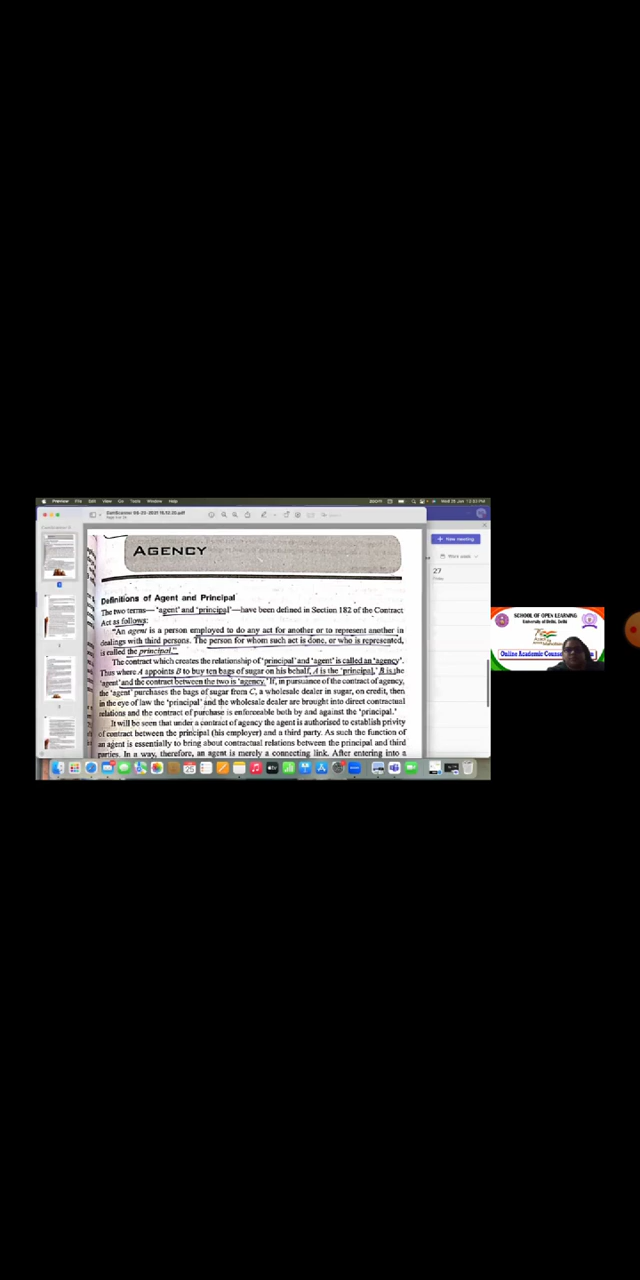 Preview File Edit View Go Tools Window Help
AGENCY
Definitions of Agent and Principal
The two terms—'agent' and 'principal'—have been defined in Section 182 of the Contract
Act as follows:
"An agent is a person employed to do any act for another or to represent another in
dealings with third persons. The person for whom such act is done, or who is represented,
is called the principal."
The contract which creates the relationship of 'principal' and 'agent' is called an 'agency'.
Thus where A appoints B to buy ten bags of sugar on his behalf, A is the 'principal,' B is the
'agent' and the contract between the two is 'agency.' If, in pursuance of the contract of agency,
the 'agent' purchases the bags of sugar from C, a wholesale dealer in sugar, on credit, then
in the eye of law the 'principal' and the wholesale dealer are brought into direct contractual
relations and the contract of purchase is enforceable both by and against the 'principal.'
It will be seen that under a contract of agency the agent is authorised to establish privity
of contract between the principal (his employer) and a third party. As such the function of
an agent is essentially to bring about contractual relations between the principal and third
parties. In a way, therefore, an agent is merely a connecting link. After entering into a
+ New meeting
Work week
27
SCHOOL OF OPEN LEARNING
University of Delhi, Delhi
Online Academic